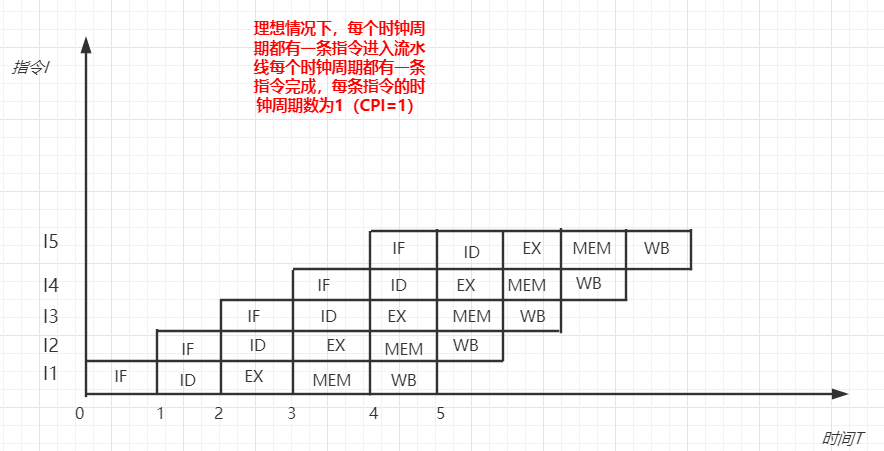 理想情况下，每个时钟周
期都有一条指令进入流水
线每个时钟周期都有一条
指令完成，每条指令的时
钟周期数为1（CPI=1）
指令I
I5 IF ID EX MEM WB
I4 IF ID EX MEM WB
I3 IF ID EX MEM WB
I2 IF ID EX MEM WB
I1 IF ID EX MEM WB
0 1 2 3 4 5
时间T